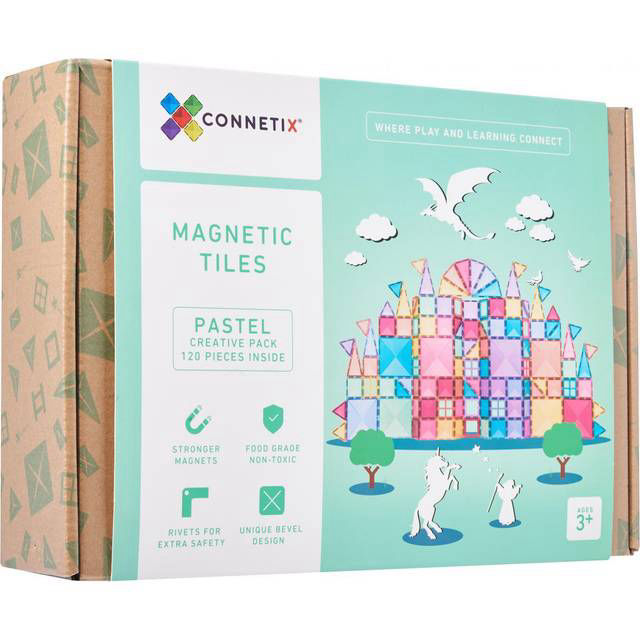 CONNETIX®
WHERE PLAY AND LEARNING CONNECT
MAGNETIC
TILES
PASTEL
CREATIVE PACK
120 PIECES INSIDE
STRONGER
MAGNETS
FOOD GRADE
NON-TOXIC
RIVETS FOR
EXTRA SAFETY
UNIQUE BEVEL
DESIGN
AGES
3+